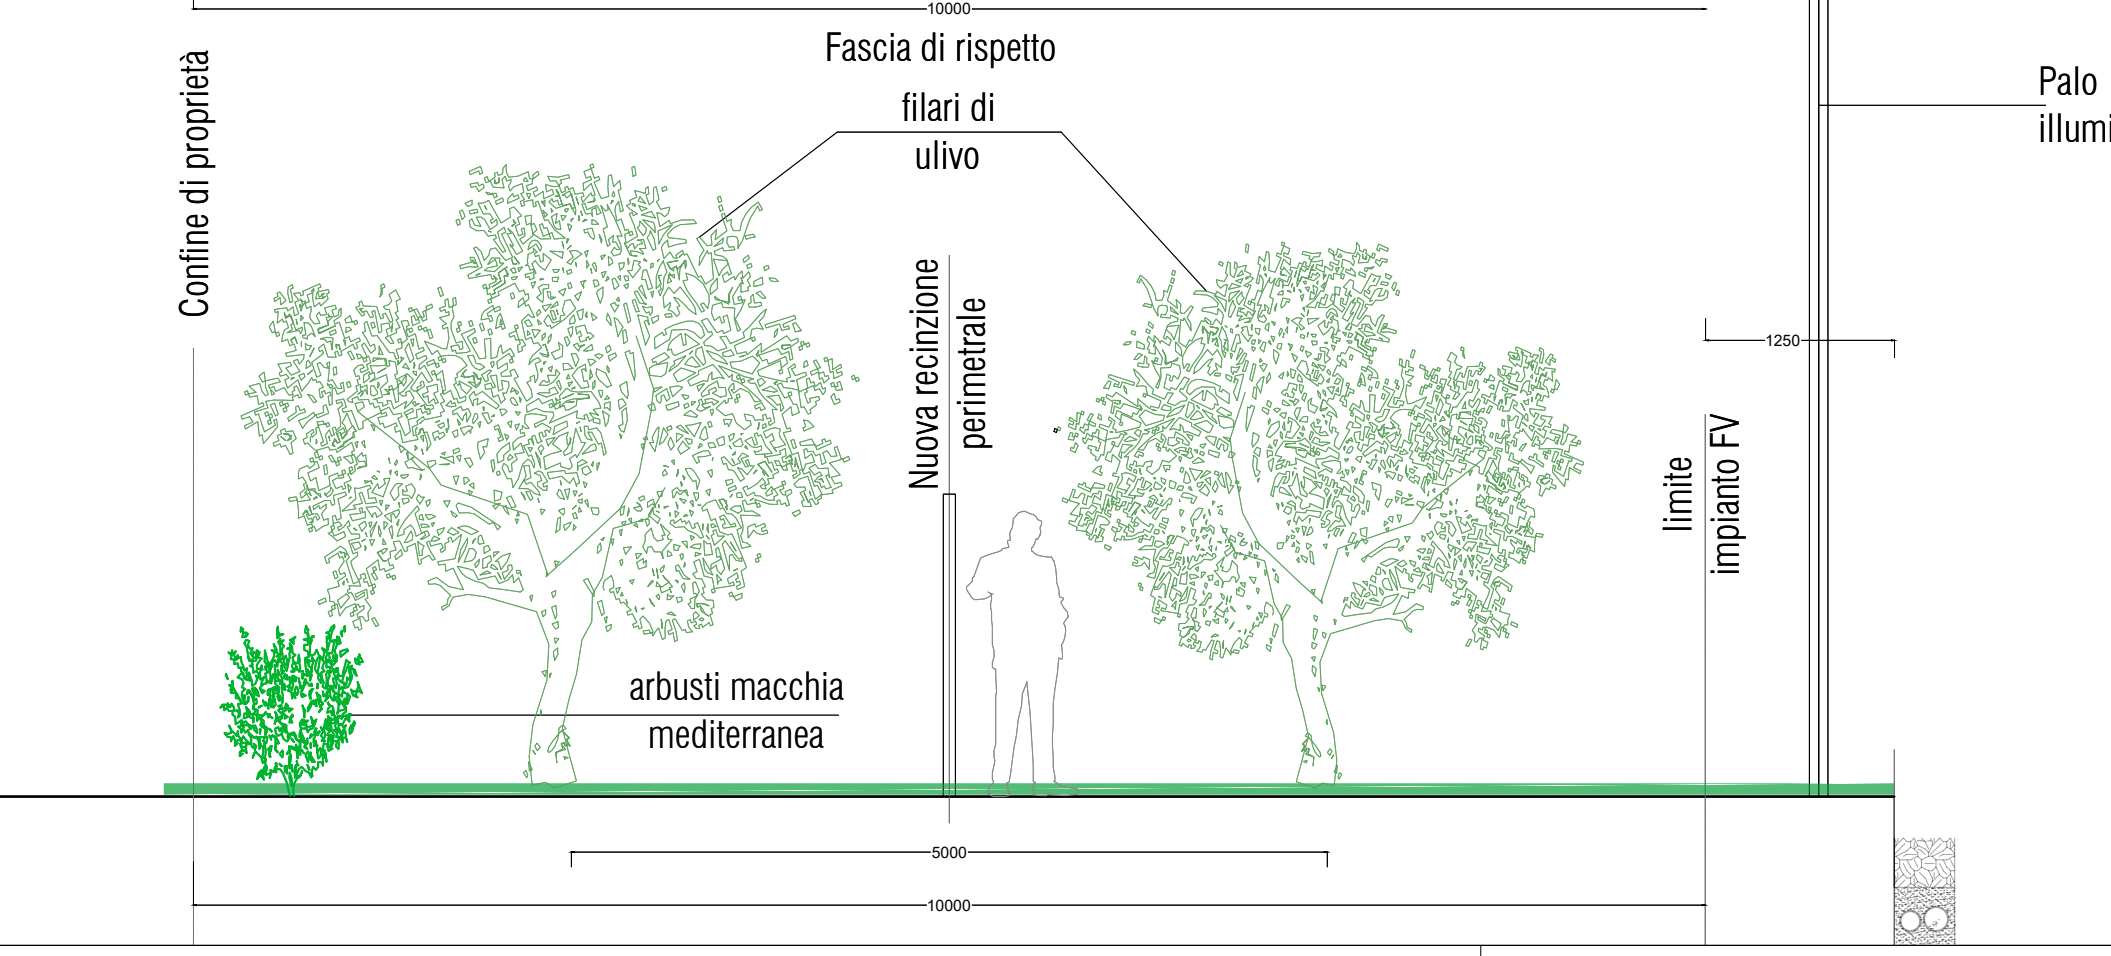 10000
Fascia di rispetto
Confine di proprietà
filari di
ulivo
Palo
Nuova recinzione
perimetrale
1250
limite
impianto FV
arbusti macchia
mediterranea
5000
10000